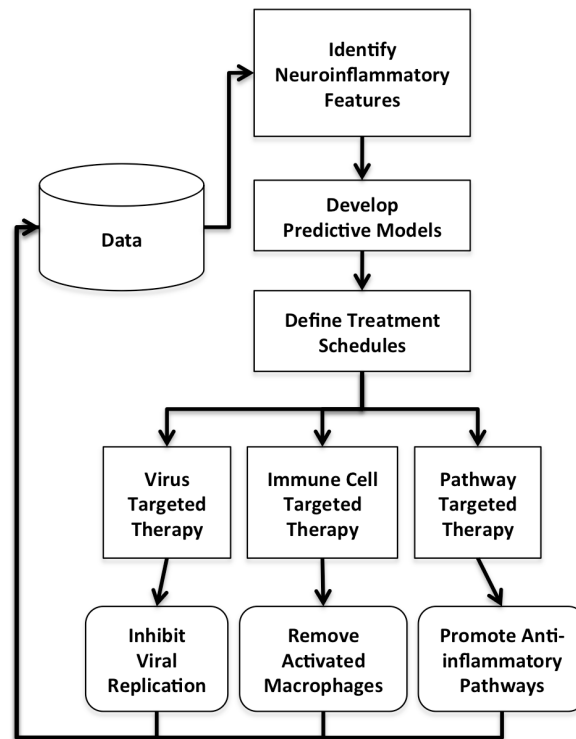 Identify
Neuroinflammatory
Features
Data
Develop
Predictive Models
Define Treatment
Schedules
Virus
Targeted
Therapy
Immune Cell
Targeted
Therapy
Pathway
Targeted
Therapy
Inhibit
Viral
Replication
Remove
Activated
Macrophages
Promote Anti-
inflammatory
Pathways